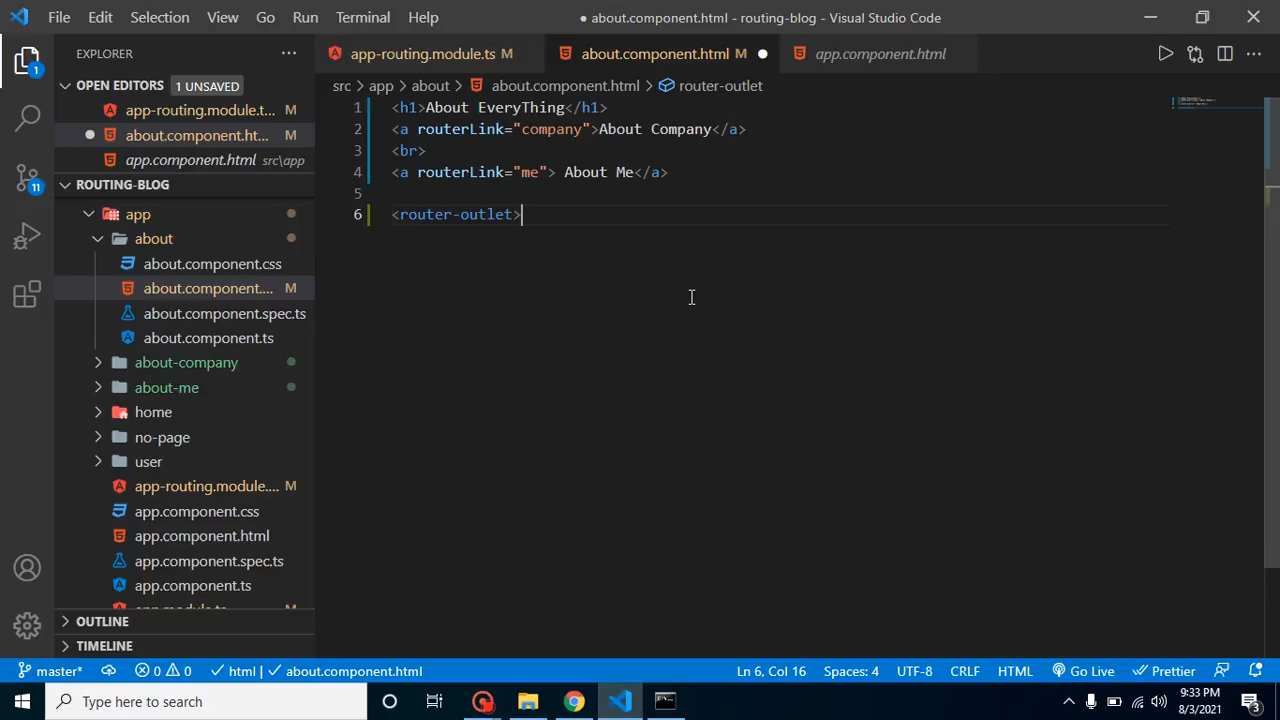 File Edit Selection View Go Run Terminal Help
● about.component.html - routing-blog - Visual Studio Code
EXPLORER
OPEN EDITORS 1 UNSAVED
app-routing.module.t... M
about.component.ht... M
app.component.html src\app
ROUTING-BLOG
app
about
about.component.css
about.component.... M
about.component.spec.ts
about.component.ts
about-company
about-me
home
no-page
user
app-routing.module.... M
app.component.css
app.component.html
app.component.spec.ts
app.component.ts
app.module.ts M
OUTLINE
TIMELINE
1
11
app-routing.module.ts M about.component.html M app.component.html
src > app > about > about.component.html > router-outlet
1 <h1>About EveryThing</h1>
2 <a routerLink="company">About Company</a>
3 <br>
4 <a routerLink="me"> About Me</a>
5
6 <router-outlet>
master* 0 0 html | about.component.html Ln 6, Col 16 Spaces: 4 UTF-8 CRLF HTML Go Live Prettier
Type here to search
9:33 PM
8/3/2021
3